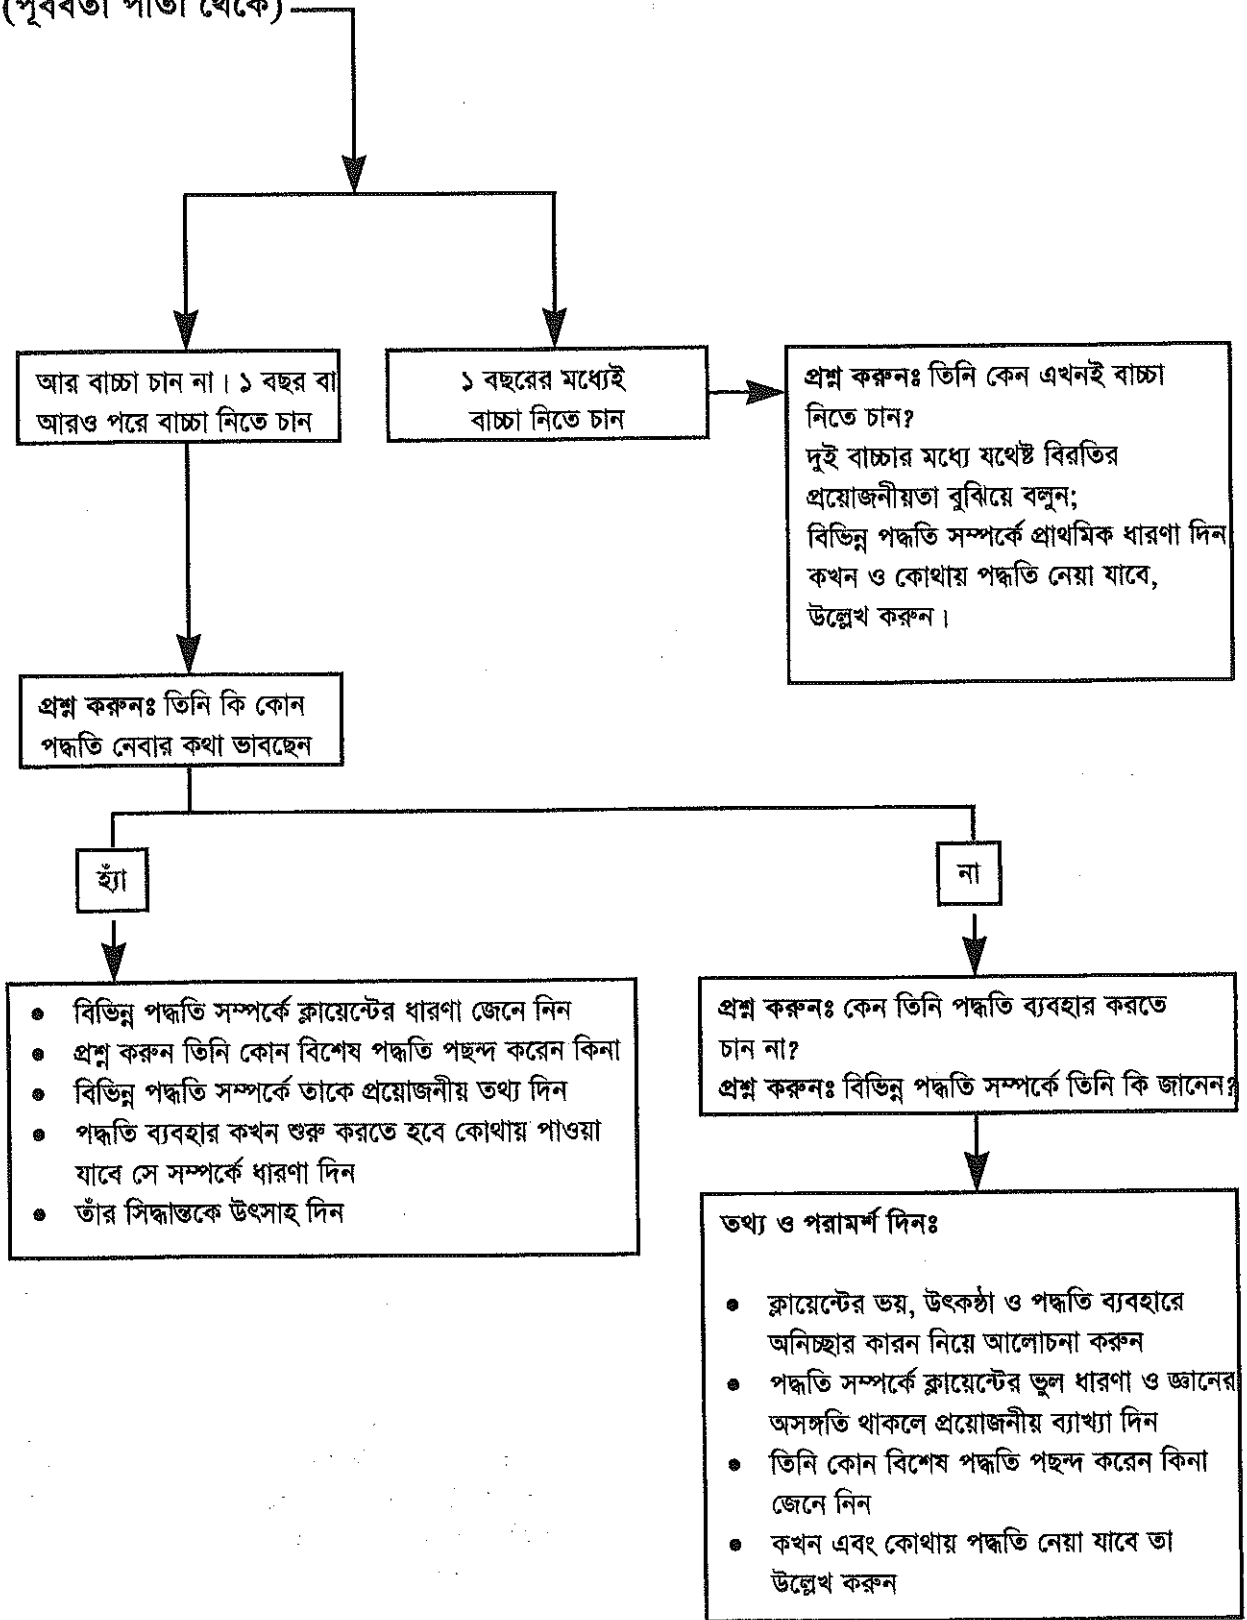 (পূর্ববর্তী পাতা থেকে)
আর বাচ্চা চান না। ১ বছর বা
আরও পরে বাচ্চা নিতে চান
১ বছরের মধ্যেই
বাচ্চা নিতে চান
প্রশ্ন করুনঃ তিনি কেন এখনই বাচ্চা
নিতে চান?
দুই বাচ্চার মধ্যে যথেষ্ট বিরতির
প্রয়োজনীয়তা বুঝিয়ে বলুন;
বিভিন্ন পদ্ধতি সম্পর্কে প্রাথমিক ধারণা দিন
কখন ও কোথায় পদ্ধতি নেয়া যাবে,
উল্লেখ করুন।
প্রশ্ন করুনঃ তিনি কি কোন
পদ্ধতি নেবার কথা ভাবছেন
হ্যাঁ
না
• বিভিন্ন পদ্ধতি সম্পর্কে ক্লায়েন্টের ধারণা জেনে নিন
• প্রশ্ন করুন তিনি কোন বিশেষ পদ্ধতি পছন্দ করেন কিনা
• বিভিন্ন পদ্ধতি সম্পর্কে তাকে প্রয়োজনীয় তথ্য দিন
• পদ্ধতি ব্যবহার কখন শুরু করতে হবে কোথায় পাওয়া
যাবে সে সম্পর্কে ধারণা দিন
• তাঁর সিদ্ধান্তকে উৎসাহ দিন
প্রশ্ন করুনঃ কেন তিনি পদ্ধতি ব্যবহার করতে
চান না?
প্রশ্ন করুনঃ বিভিন্ন পদ্ধতি সম্পর্কে তিনি কি জানেন?
তথ্য ও পরামর্শ দিনঃ
• ক্লায়েন্টের ভয়, উৎকন্ঠা ও পদ্ধতি ব্যবহারে
অনিচ্ছার কারন নিয়ে আলোচনা করুন
• পদ্ধতি সম্পর্কে ক্লায়েন্টের ভুল ধারণা ও জ্ঞানের
অসঙ্গতি থাকলে প্রয়োজনীয় ব্যাখ্যা দিন
• তিনি কোন বিশেষ পদ্ধতি পছন্দ করেন কিনা
জেনে নিন
• কখন এবং কোথায় পদ্ধতি নেয়া যাবে তা
উল্লেখ করুন